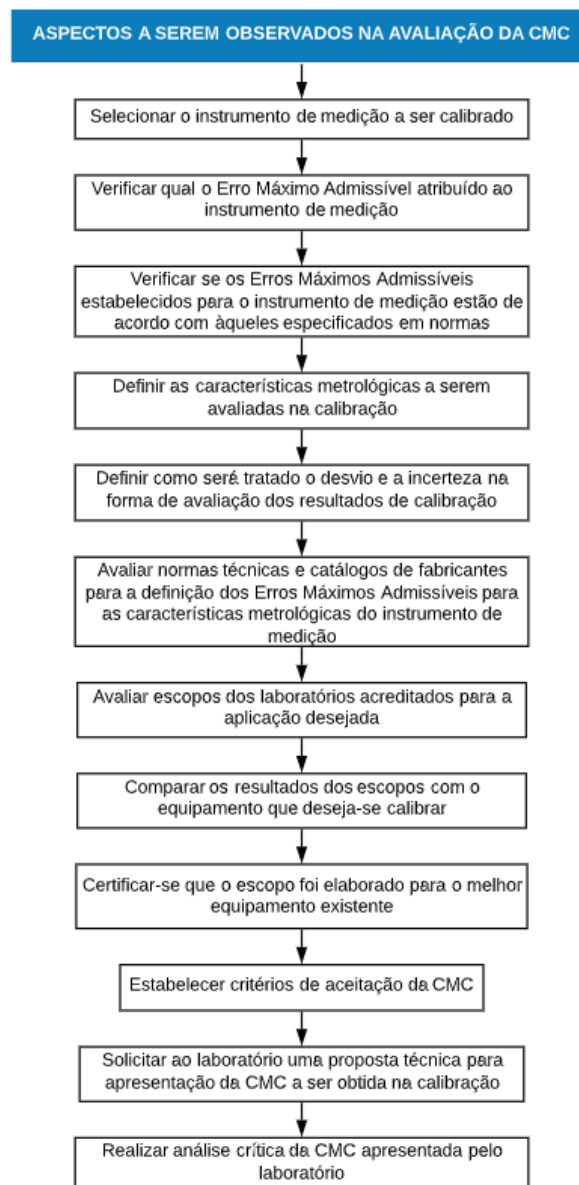 ASPECTOS A SEREM OBSERVADOS NA AVALIAÇÃO DA CMC
Selecionar o instrumento de medição a ser calibrado
Verificar qual o Erro Máximo Admissível atribuído ao
instrumento de medição
Verificar se os Erros Máximos Admissíveis
estabelecidos para o instrumento de medição estão de
acordo com àqueles especificados em normas
Definir as características metrológicas a serem
avaliadas na calibração
Definir como será tratado o desvio e a incerteza na
forma de avaliação dos resultados de calibração
Avaliar normas técnicas e catálogos de fabricantes
para a definição dos Erros Máximos Admissíveis para
as características metrológicas do instrumento de
medição
Avaliar escopos dos laboratórios acreditados para a
aplicação desejada
Comparar os resultados dos escopos com o
equipamento que deseja-se calibrar
Certificar-se que o escopo foi elaborado para o melhor
equipamento existente
Estabelecer critérios de aceitação da CMC
Solicitar ao laboratório uma proposta técnica para
apresentação da CMC a ser obtida na calibração
Realizar análise crítica da CMC apresentada pelo
laboratório